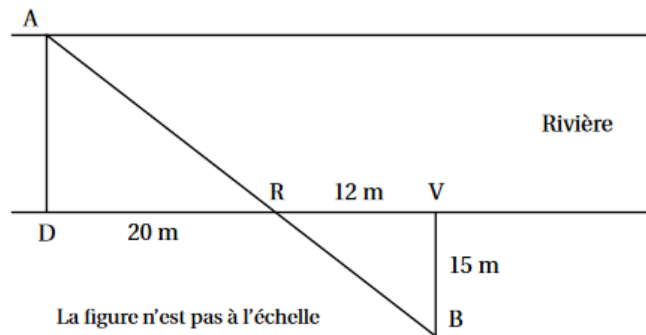 A
Rivière
R 12 m V
D 20 m
15 m
La figure n'est pas à l'échelle B